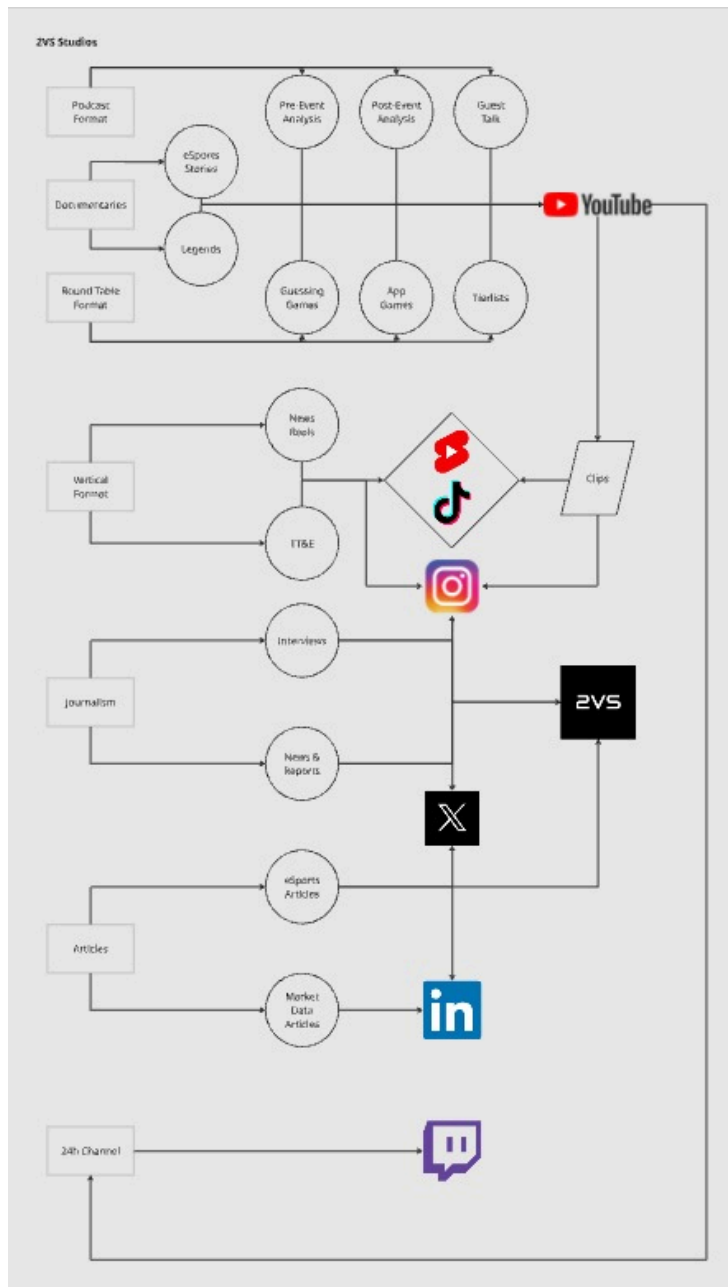 2VS Studios
Podcast
Format
Pre-Event
Analysis
Post-Event
Analysis
Guest
Talk
eSports
Stories
Documentaries
YouTube
Legends
Round Table
Format
Guessing
Games
App
Games
Tierlists
News
Reels
Vertical
Format
Clips
TT&E
Interviews
Journalism
2VS
News &
Reports
X
eSports
Articles
Articles
Market
Data
Articles
in
24h Channel